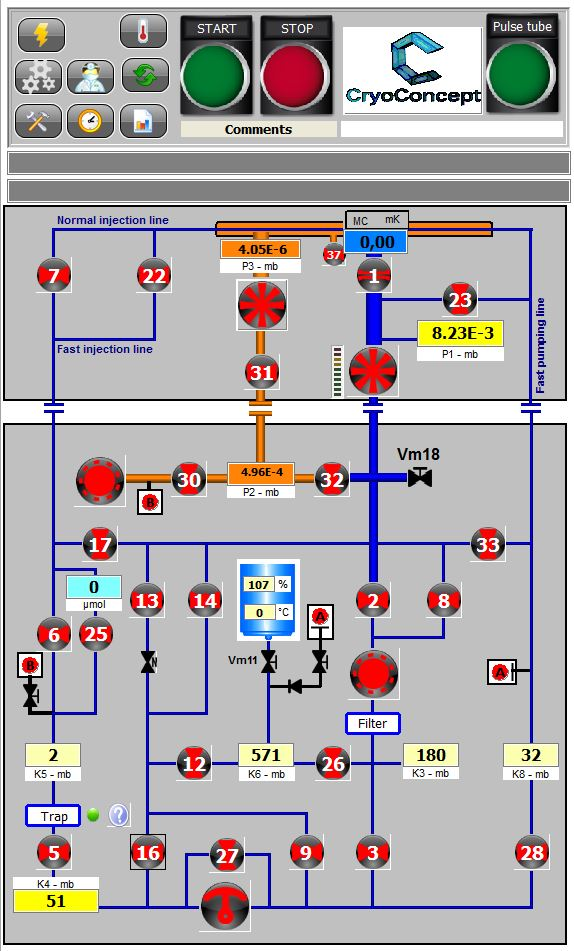 START
STOP
Pulse tube
CryoConcept
Comments
Normal injection line
MC mK
4.05E-6
0,00
P3 - mb
37
7
22
1
23
8.23E-3
P1 - mb
Fast injection line
Fast pumping line
31
Vm18
30
4.96E-4
32
P2 - mb
B
17
33
0
µmol
107 %
0 °C
13
14
2
8
6
25
A
N
B
Vm11
A
Filter
2
K5 - mb
12
571
K6 - mb
26
180
K3 - mb
32
K8 - mb
Trap
?
5
16
27
9
3
28
K4 - mb
51